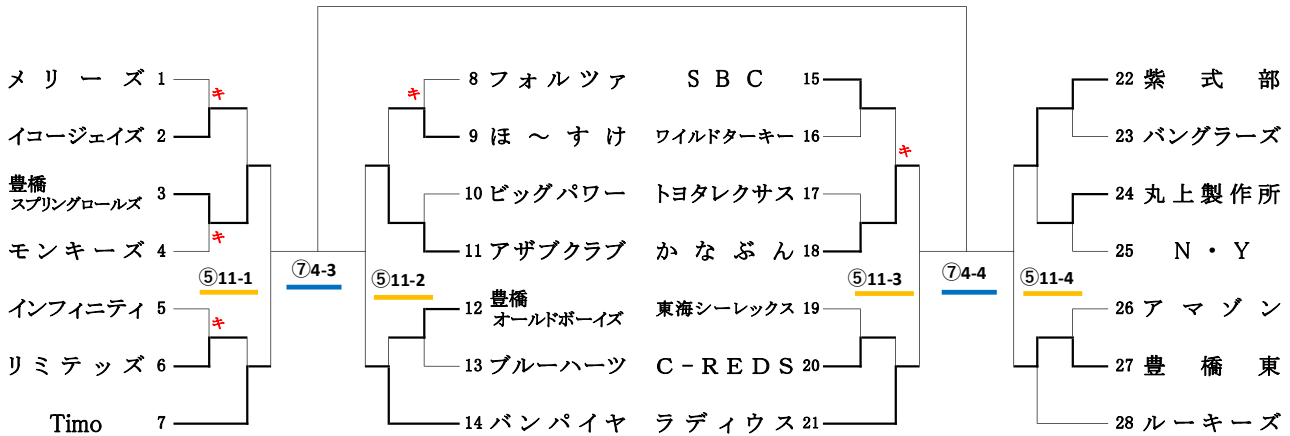 メリーズ 1
キ
イコージェイズ 2
豊橋
スプリングロールズ 3
キ
モンキーズ 4
⑤11-1
インフィニティ 5
キ
リミテッズ 6
Timo 7
⑦4-3
8 フォルツァ
キ
9 ほ～すけ
10 ビッグパワー
11 アザブクラブ
⑤11-2
12 豊橋
オールドボーイズ
13 ブルーハーツ
14 バンパイヤ
ＳＢＣ 15
ワイルドターキー 16
キ
トヨタレクサス 17
かなぶん 18
⑤11-3
東海シーレックス 19
Ｃ－ＲＥＤＳ 20
ラディウス 21
⑦4-4
22 紫式部
23 バングラーズ
24 丸上製作所
25 Ｎ・Ｙ
⑤11-4
26 アマゾン
27 豊橋東
28 ルーキーズ